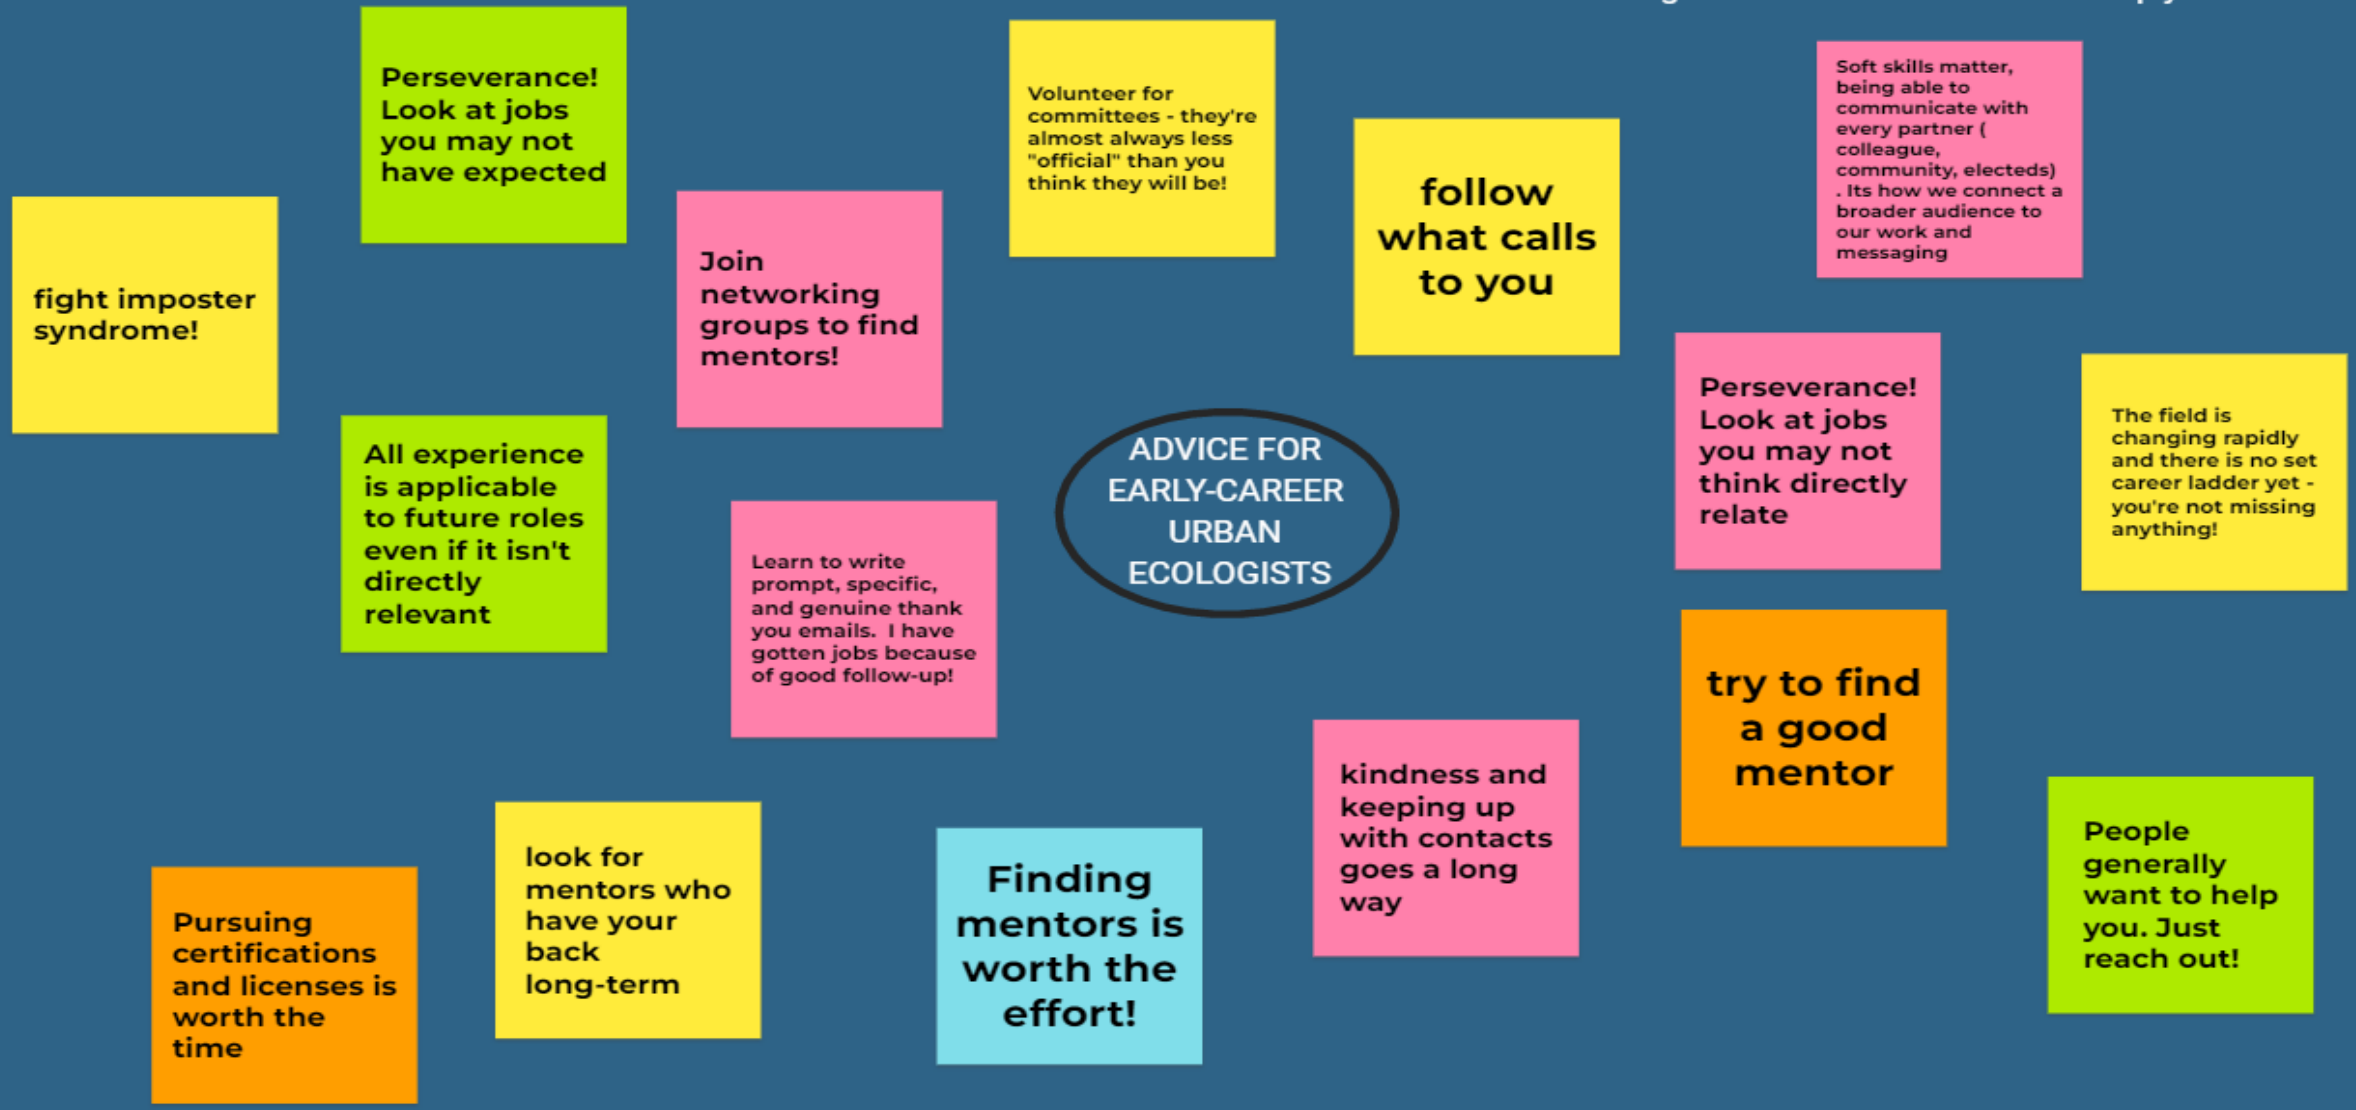 Perseverance!
Look at jobs
you may not
have expected
Volunteer for
committees - they're
almost always less
"official" than you
think they will be!
follow
what calls
to you
Soft skills matter,
being able to
communicate with
every partner (
colleague,
community, electeds)
. Its how we connect a
broader audience to
our work and
messaging
fight imposter
syndrome!
Join
networking
groups to find
mentors!
Perseverance!
Look at jobs
you may not
think directly
relate
The field is
changing rapidly
and there is no set
career ladder yet -
you're not missing
anything!
All experience
is applicable
to future roles
even if it isn't
directly
relevant
ADVICE FOR
EARLY-CAREER
URBAN
ECOLOGISTS
Learn to write
prompt, specific,
and genuine thank
you emails.  I have
gotten jobs because
of good follow-up!
try to find
a good
mentor
kindness and
keeping up
with contacts
goes a long
way
People
generally
want to help
you. Just
reach out!
look for
mentors who
have your
back
long-term
Finding
mentors is
worth the
effort!
Pursuing
certifications
and licenses is
worth the
time